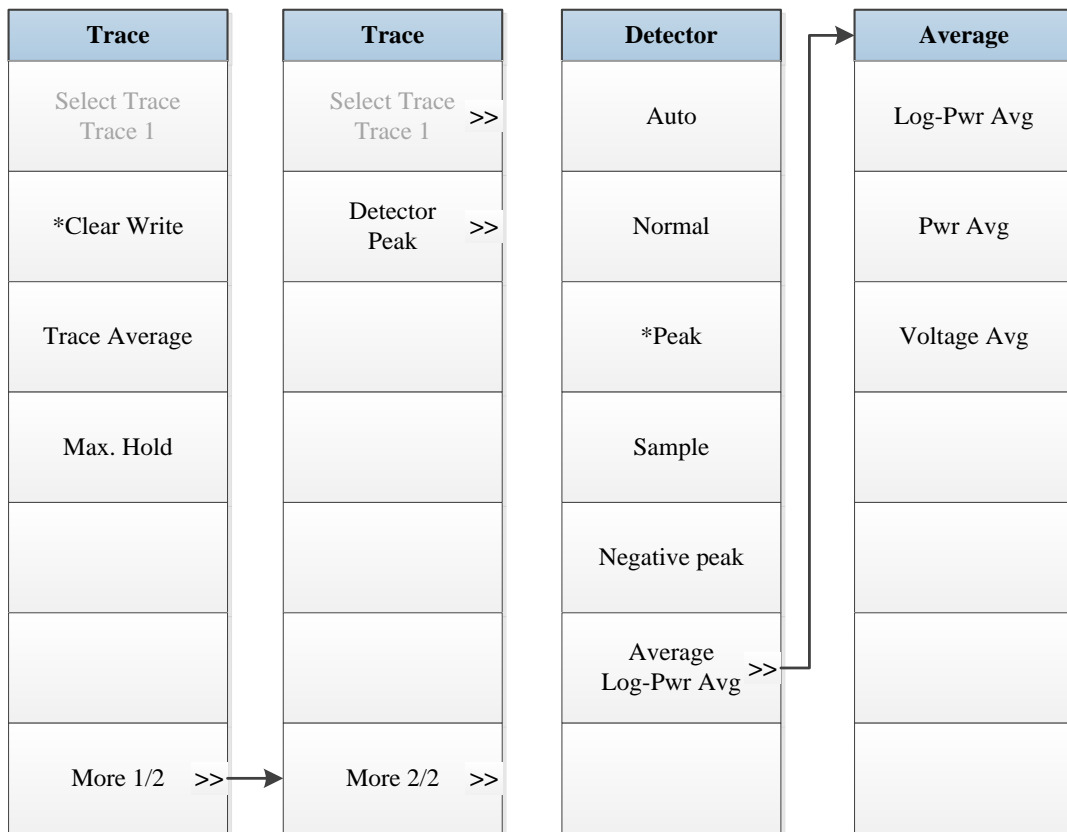 Trace
Select Trace
Trace 1
*Clear Write
Trace Average
Max. Hold
More 1/2 >>
Trace
Select Trace
Trace 1
>>
Detector
Peak
>>
More 2/2 >>
Detector
Auto
Normal
*Peak
Sample
Negative peak
Average
Log-Pwr Avg
>>
Average
Log-Pwr Avg
Pwr Avg
Voltage Avg